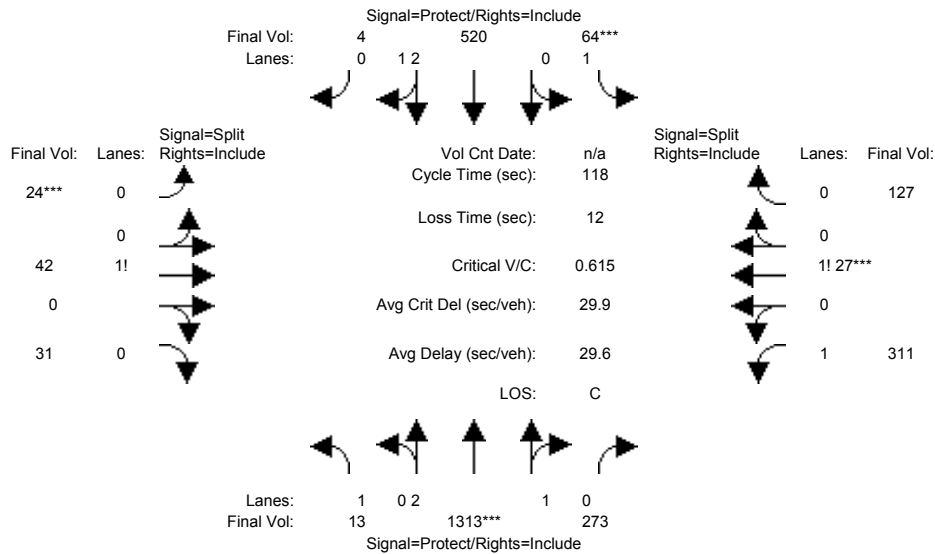 Signal=Protect/Rights=Include
Final Vol: 4 520 64***
Lanes: 0 1 2 0 1
Signal=Split
Final Vol: Lanes: Rights=Include
Vol Cnt Date: n/a
Signal=Split
Rights=Include Lanes: Final Vol:
Cycle Time (sec): 118
24*** 0
0 127
Loss Time (sec): 12
0
0
42 1!
Critical V/C: 0.615
1! 27***
0
Avg Crit Del (sec/veh): 29.9
0
31 0
Avg Delay (sec/veh): 29.6
1 311
LOS: C
Lanes: 1 0 2 1 0
Final Vol: 13 1313*** 273
Signal=Protect/Rights=Include